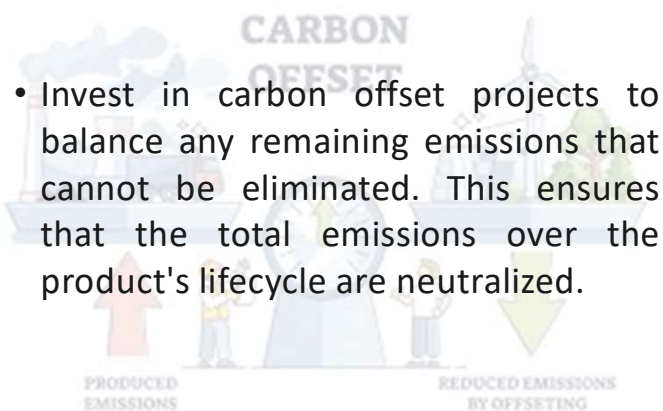 CARBON
OFFSET
• Invest in carbon offset projects to
balance any remaining emissions that
cannot be eliminated. This ensures
that the total emissions over the
product's lifecycle are neutralized.
PRODUCED
EMISSIONS
REDUCED EMISSIONS
BY OFFSETING